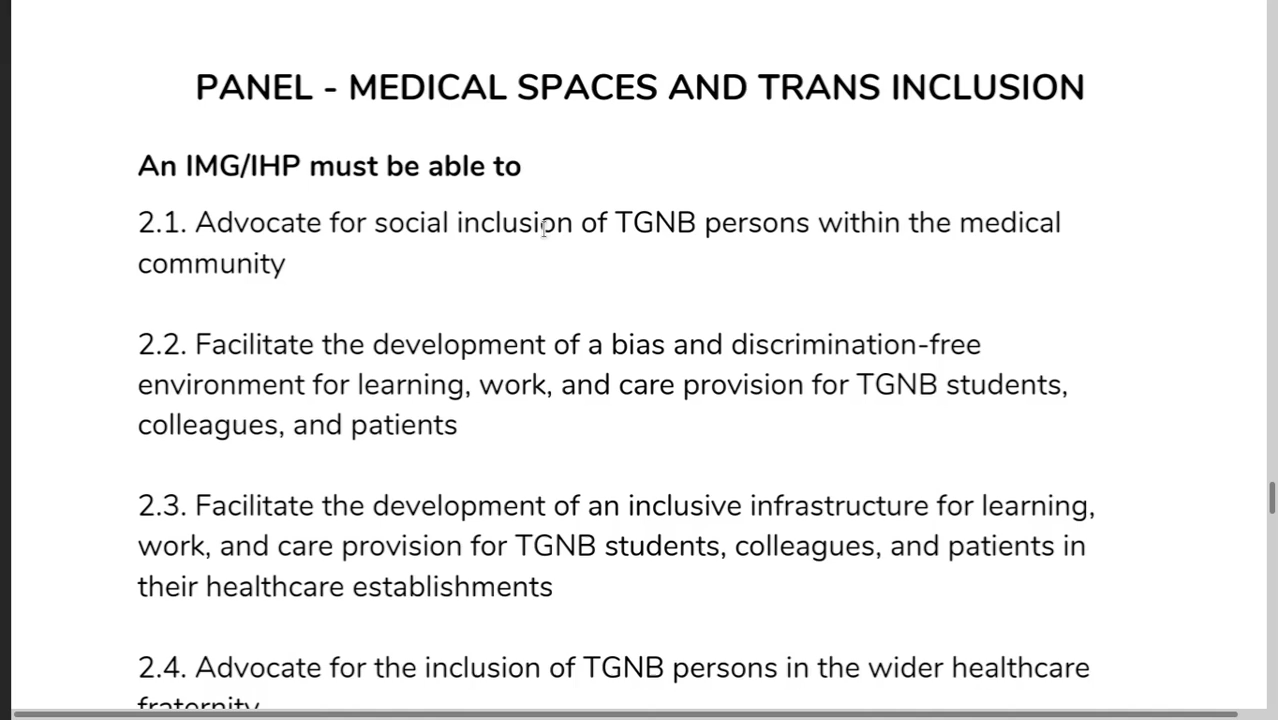 PANEL - MEDICAL SPACES AND TRANS INCLUSION
An IMG/IHP must be able to
2.1. Advocate for social inclusion of TGNB persons within the medical
community
2.2. Facilitate the development of a bias and discrimination-free
environment for learning, work, and care provision for TGNB students,
colleagues, and patients
2.3. Facilitate the development of an inclusive infrastructure for learning,
work, and care provision for TGNB students, colleagues, and patients in
their healthcare establishments
2.4. Advocate for the inclusion of TGNB persons in the wider healthcare
fraternity